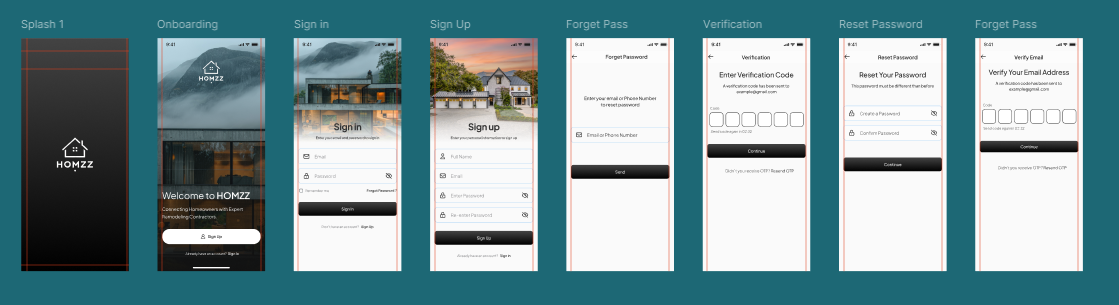 Splash 1
HOMZZ
Onboarding
9:41
HOMZZ
Welcome to HOMZZ
Connecting Homeowners with Expert
Remodeling Contractors
Sign Up
Already have an account? Sign In
Sign in
9:41
Sign in
Enter your email and password to sign in
Email
Password
Remember me
Forgot Password?
Sign In
Don't have an account? Sign Up
Sign Up
9:41
Sign up
Enter your personal information to sign up
Full Name
Email
Enter Password
Re-enter Password
Sign Up
Already have an account? Sign In
Forget Pass
9:41
Forget Password
Enter your email or Phone Number
to reset password
Email or Phone Number
Send
Verification
9:41
Verification
Enter Verification Code
A verification code has been sent to
example@gmail.com
Code
Send code again in 02:32
Continue
Didn't you receive OTP? Resend OTP
Reset Password
9:41
Reset Password
Reset Your Password
This password must be different than before
Create a Password
Confirm Password
Continue
Forget Pass
9:41
Verify Email
Verify Your Email Address
A verification code has been sent to
example@gmail.com
Code
Continue
Didn't you receive OTP? Resend OTP